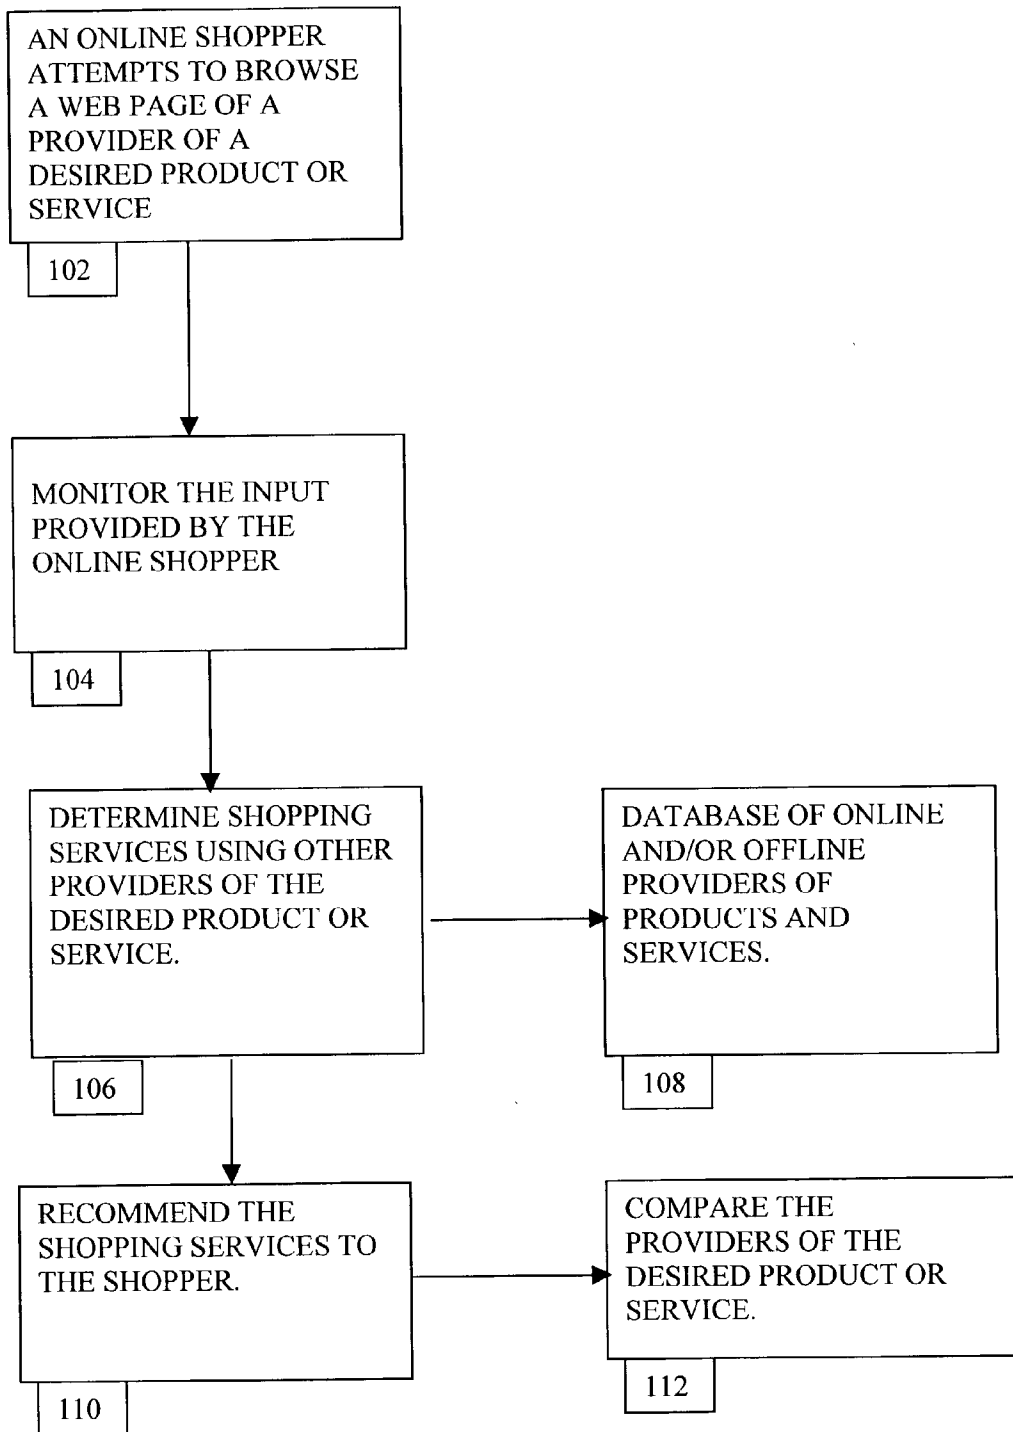 AN ONLINE SHOPPER
ATTEMPTS TO BROWSE
A WEB PAGE OF A
PROVIDER OF A
DESIRED PRODUCT OR
SERVICE
102
MONITOR THE INPUT
PROVIDED BY THE
ONLINE SHOPPER
104
DETERMINE SHOPPING
SERVICES USING OTHER
PROVIDERS OF THE
DESIRED PRODUCT OR
SERVICE.
106
DATABASE OF ONLINE
AND/OR OFFLINE
PROVIDERS OF
PRODUCTS AND
SERVICES.
108
RECOMMEND THE
SHOPPING SERVICES TO
THE SHOPPER.
110
COMPARE THE
PROVIDERS OF THE
DESIRED PRODUCT OR
SERVICE.
112